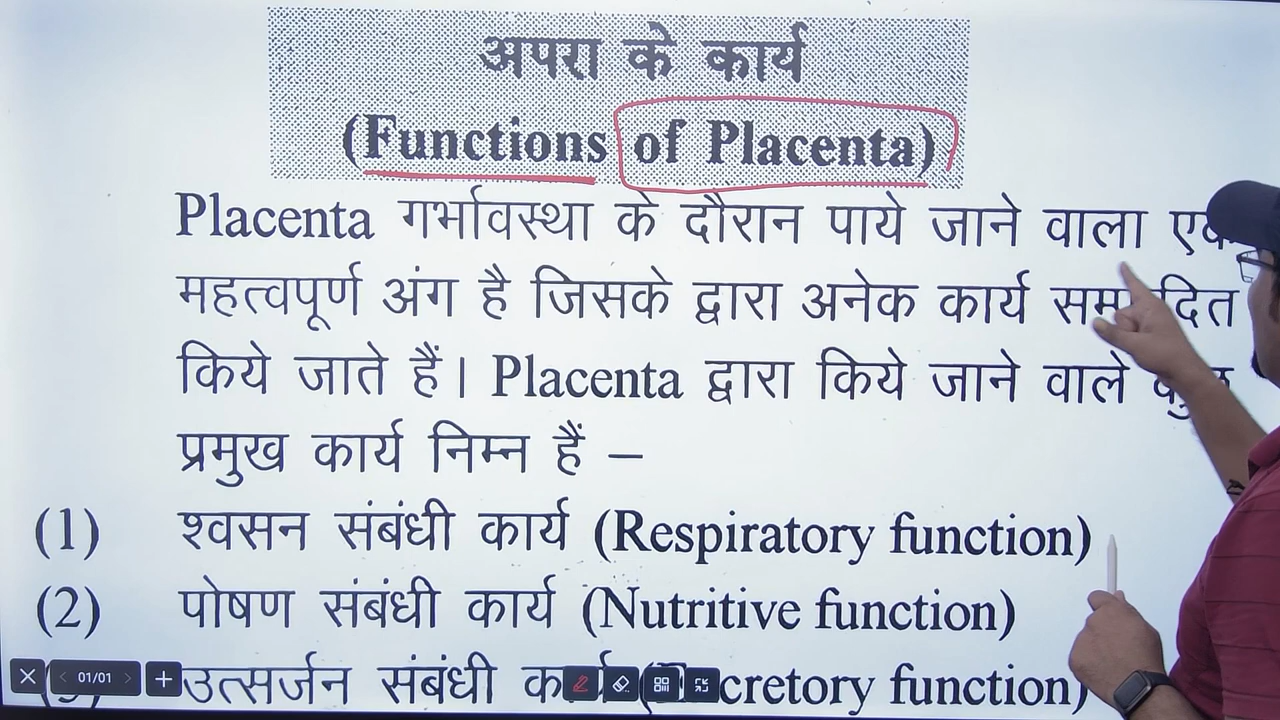 अपरा के कार्य
(Functions of Placenta)
Placenta गर्भावस्था के दौरान पाये जाने वाला
महत्वपूर्ण अंग है जिसके द्वारा अनेक कार्य
किये जाते हैं। Placenta द्वारा किये जाने वाले
प्रमुख कार्य निम्न हैं –
(1) श्वसन संबंधी कार्य (Respiratory function)
(2) पोषण संबंधी कार्य (Nutritive function)
उत्सर्जन संबंधी function)
01/01